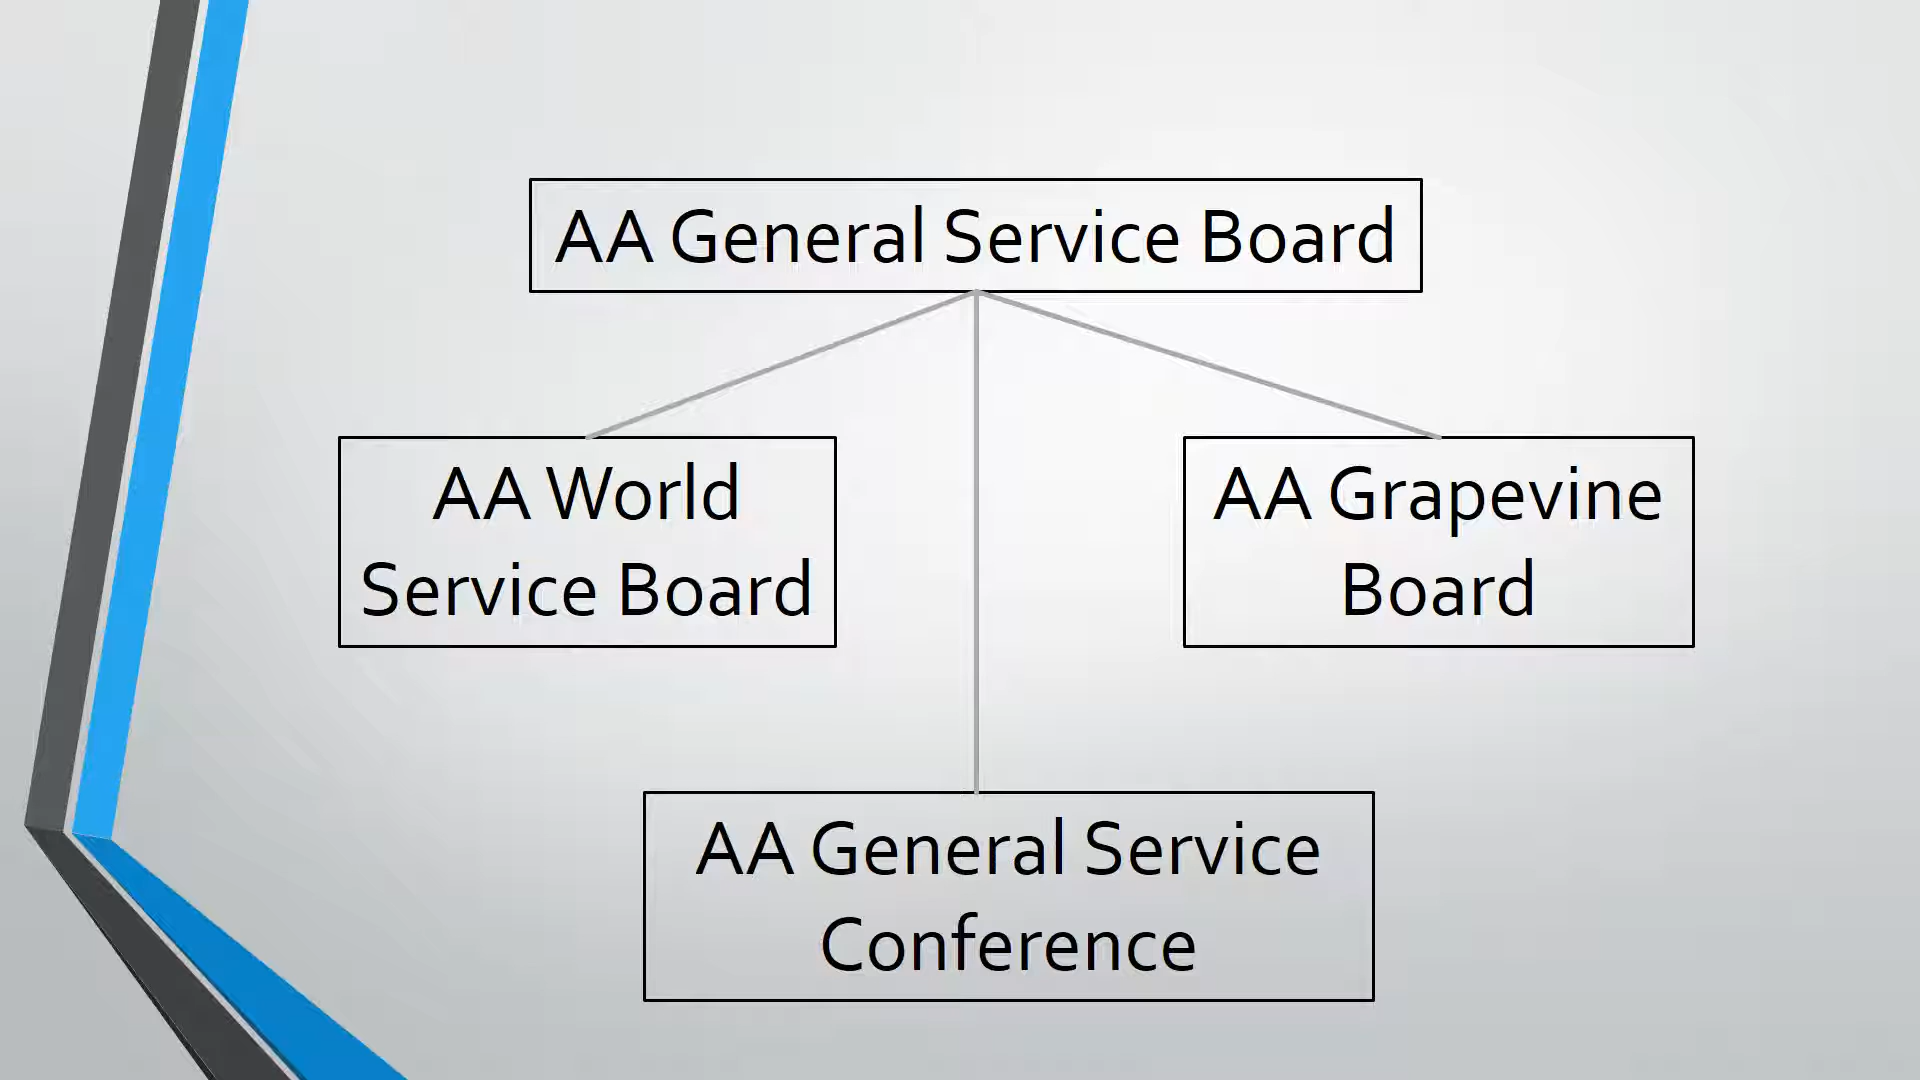 AA General Service Board
AA World
Service Board
AA Grapevine
Board
AA General Service
Conference